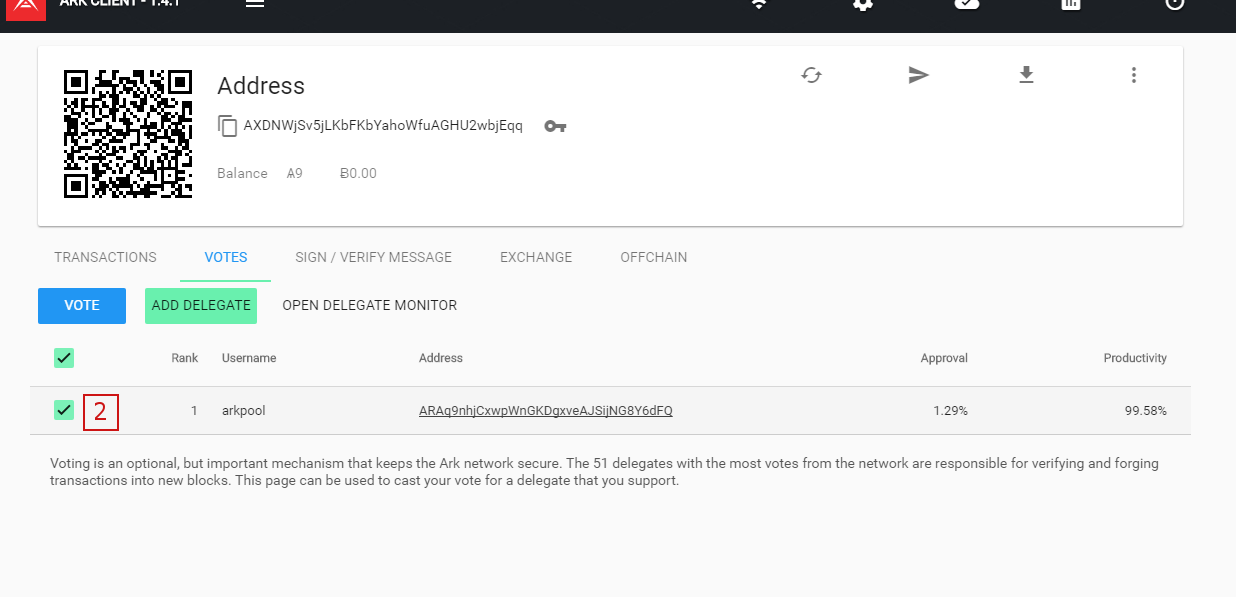 ARK CLIENT - 1.4.1
Address
AXDNWjSv5jLKbFKbYahoWfuAGHU2wbjEqq
Balance Ѧ9 Ƀ0.00
TRANSACTIONS VOTES SIGN / VERIFY MESSAGE EXCHANGE OFFCHAIN
VOTE ADD DELEGATE OPEN DELEGATE MONITOR
Rank Username Address Approval Productivity
2 1 arkpool ARAq9nhjCxwpWnGKDgxveAJSijNG8Y6dFQ 1.29% 99.58%
Voting is an optional, but important mechanism that keeps the Ark network secure. The 51 delegates with the most votes from the network are responsible for verifying and forging
transactions into new blocks. This page can be used to cast your vote for a delegate that you support.